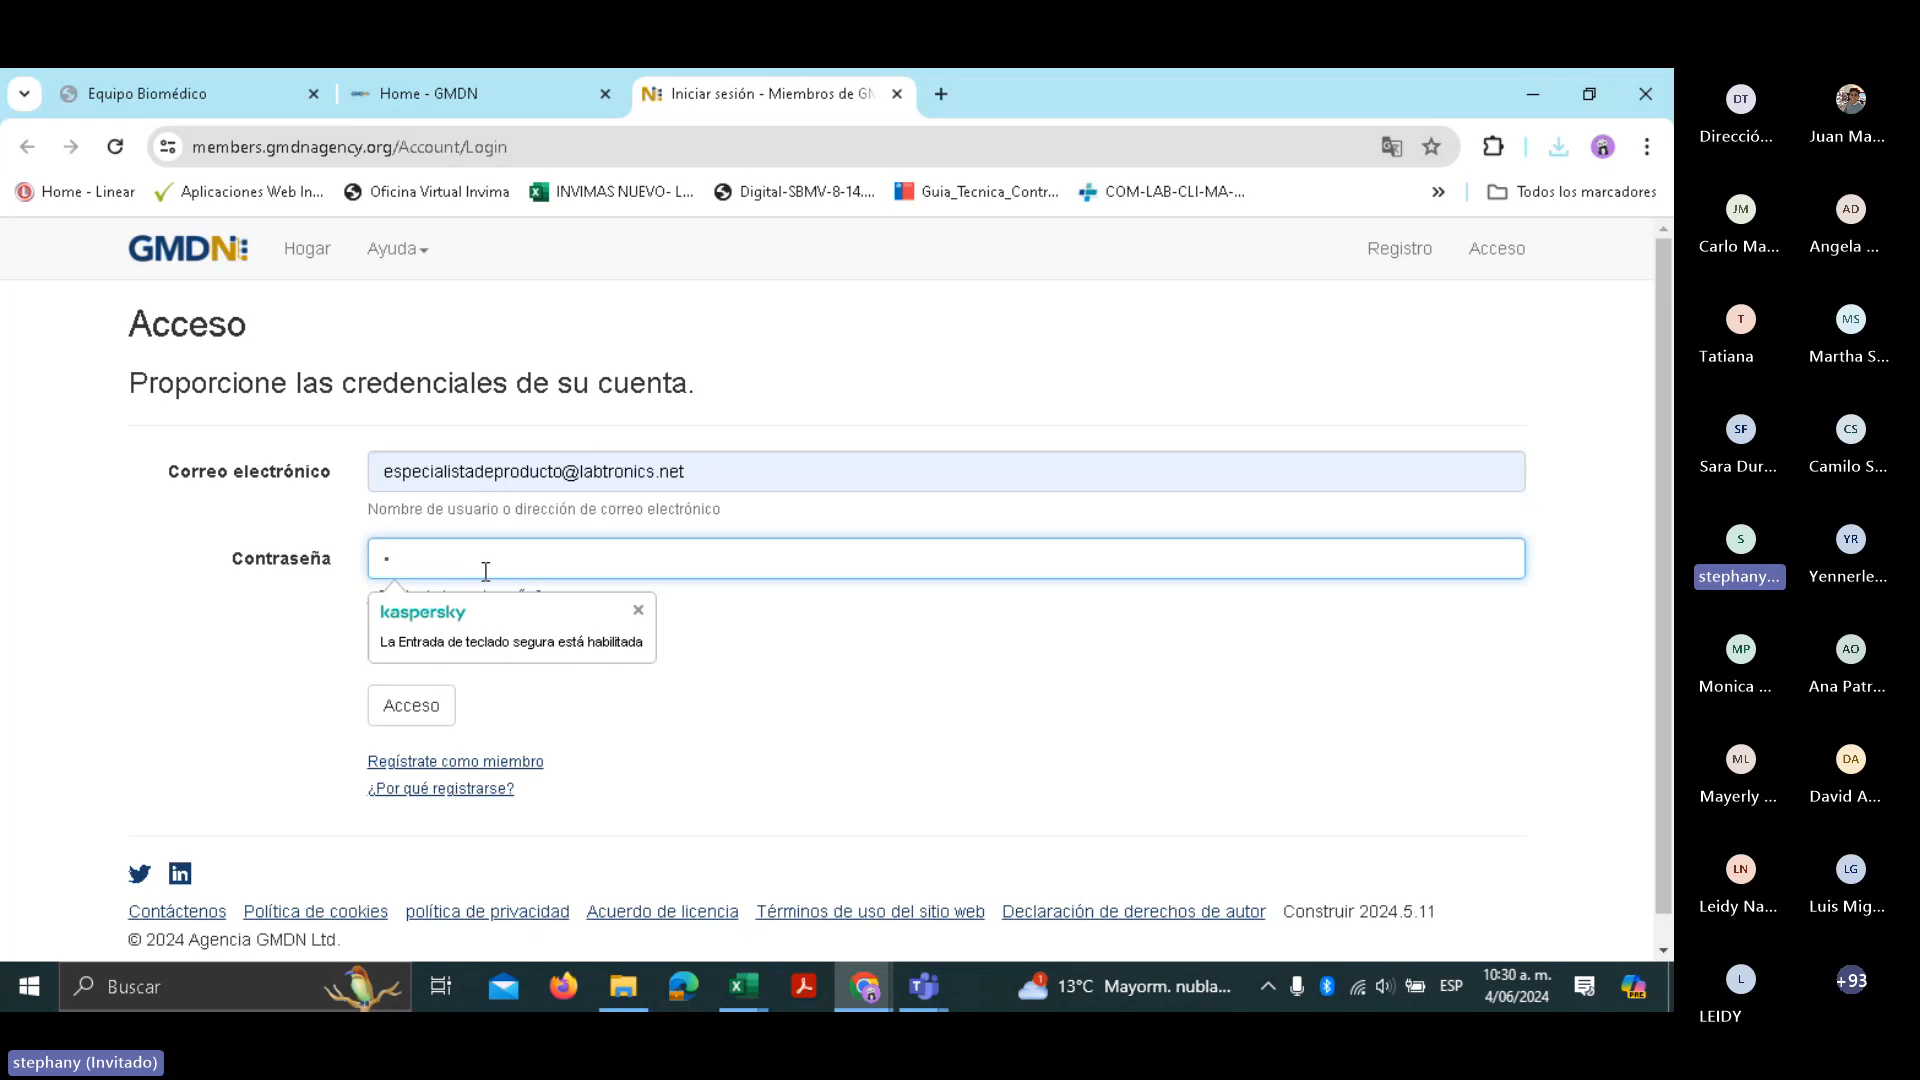 Equipo Biomédico
Home - GMDN
Iniciar sesión - Miembros de GM
members.gmdnagency.org/Account/Login
Home - Linear
Aplicaciones Web In...
Oficina Virtual Invima
INVIMAS NUEVO- L...
Digital-SBMV-8-14....
Guia_Tecnica_Contr...
COM-LAB-CLI-MA-...
Todos los marcadores
GMDN
Hogar
Ayuda
Registro
Acceso
Acceso
Proporcione las credenciales de su cuenta.
Correo electrónico
especialistadeproducto@labtronics.net
Nombre de usuario o dirección de correo electrónico
Contraseña
kaspersky
La Entrada de teclado segura está habilitada
Acceso
Regístrate como miembro
¿Por qué registrarse?
Contáctenos
Política de cookies
política de privacidad
Acuerdo de licencia
Términos de uso del sitio web
Declaración de derechos de autor
Construir 2024.5.11
© 2024 Agencia GMDN Ltd.
Buscar
13°C Mayorm. nubla...
ESP
10:30 a. m.
4/06/2024
DT
Direcció...
Juan Ma...
JM
Carlo Ma...
AD
Angela ...
T
Tatiana
MS
Martha S...
SF
Sara Dur...
CS
Camilo S...
S
stephany...
YR
Yennerle...
MP
Monica ...
AO
Ana Patr...
ML
Mayerly ...
DA
David A...
LN
Leidy Na...
LG
Luis Mig...
L
LEIDY
+93
stephany (Invitado)